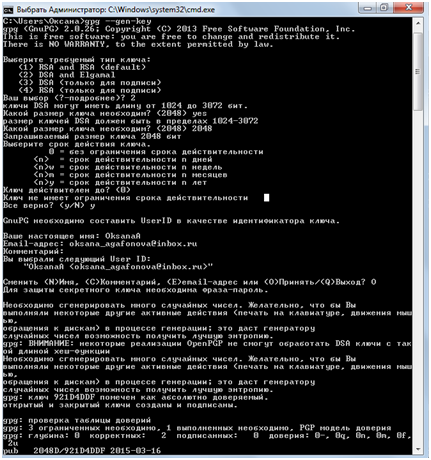 Выбрать Администратор: C:\Windows\system32\cmd.exe
C:\Users\Оксана>gpg --gen-key
gpg (GnuPG) 2.0.26; Copyright (C) 2013 Free Software Foundation, Inc.
This is free software: you are free to change and redistribute it.
There is NO WARRANTY, to the extent permitted by law.
Выберите требуемый тип ключа:
(1) RSA and RSA (default)
(2) DSA and Elgamal
(3) DSA (только для подписи)
(4) RSA (только для подписи)
Ваш выбор (?-подробнее)? 2
ключи DSA могут иметь длину от 1024 до 3072 бит.
Какой размер ключа необходим? (2048) yes
размер ключей DSA должен быть в пределах 1024-3072
Какой размер ключа необходим? (2048) 2048
Запрашиваемый размер ключа 2048 бит
Выберите срок действия ключа.
0 = без ограничения срока действительности
<n> = срок действительности n дней
<n>w = срок действительности n недель
<n>m = срок действительности n месяцев
<n>y = срок действительности n лет
Ключ действителен до? (0)
Ключ не имеет ограничения срока действительности
Все верно? (y/N) y
GnuPG необходимо составить UserID в качестве идентификатора ключа.
Ваше настоящее имя: OksanaA
Email-адрес: oksana_agafonova@inbox.ru
Комментарий:
Вы выбрали следующий User ID:
"OksanaA <oksana_agafonova@inbox.ru>"
Сменить (N)Имя, (C)Комментарий, (E)email-адрес или (O)Принять/(Q)Выход? O
Для защиты секретного ключа необходима фраза-пароль.
Необходимо сгенерировать много случайных чисел. Желательно, что бы Вы
выполняли некоторые другие активные действия (печать на клавиатуре, движения мыш
ью,
обращения к дискам) в процессе генерации; это даст генератору
случайных чисел возможность получить лучшую энтропию.
gpg: ВНИМАНИЕ: некоторые реализации OpenPGP не смогут обработать DSA ключи с так
ой длиной хеш-функции
Необходимо сгенерировать много случайных чисел. Желательно, что бы Вы
выполняли некоторые другие активные действия (печать на клавиатуре, движения мыш
ью,
обращения к дискам) в процессе генерации; это даст генератору
случайных чисел возможность получить лучшую энтропию.
gpg: ключ 921D4DDF помечен как абсолютно доверяемый.
открытый и закрытый ключи созданы и подписаны.
gpg: проверка таблицы доверий
gpg: 3 ограниченных необходимо, 1 выполненных необходимо, PGP модель доверия
gpg: глубина: 0 корректных: 2 подписанных: 0 доверия: 0-, 0q, 0n, 0m, 0f,
2u
pub 2048D/921D4DDF 2015-03-16